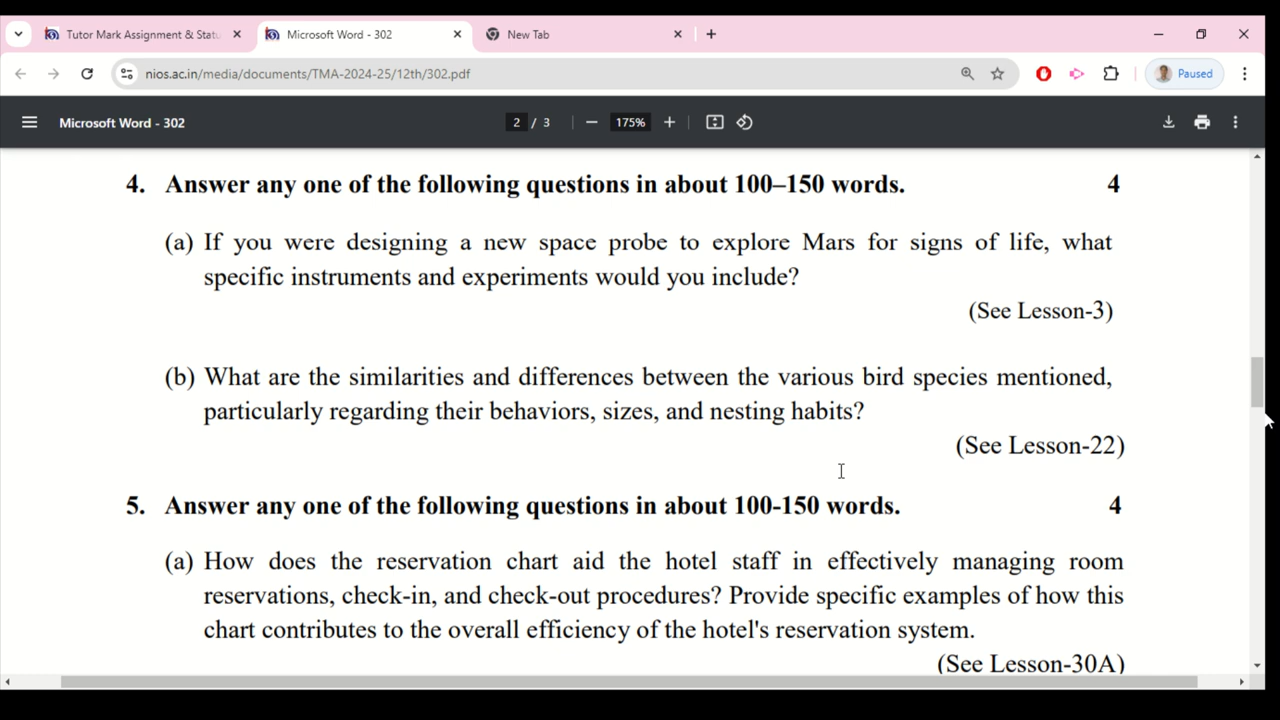 Tutor Mark Assignment & Statu
Microsoft Word - 302
New Tab
nios.ac.in/media/documents/TMA-2024-25/12th/302.pdf
Paused
Microsoft Word - 302
2 / 3
175%
4. Answer any one of the following questions in about 100–150 words. 4
(a) If you were designing a new space probe to explore Mars for signs of life, what
specific instruments and experiments would you include?
(See Lesson-3)
(b) What are the similarities and differences between the various bird species mentioned,
particularly regarding their behaviors, sizes, and nesting habits?
(See Lesson-22)
5. Answer any one of the following questions in about 100-150 words. 4
(a) How does the reservation chart aid the hotel staff in effectively managing room
reservations, check-in, and check-out procedures? Provide specific examples of how this
chart contributes to the overall efficiency of the hotel's reservation system.
(See Lesson-30A)